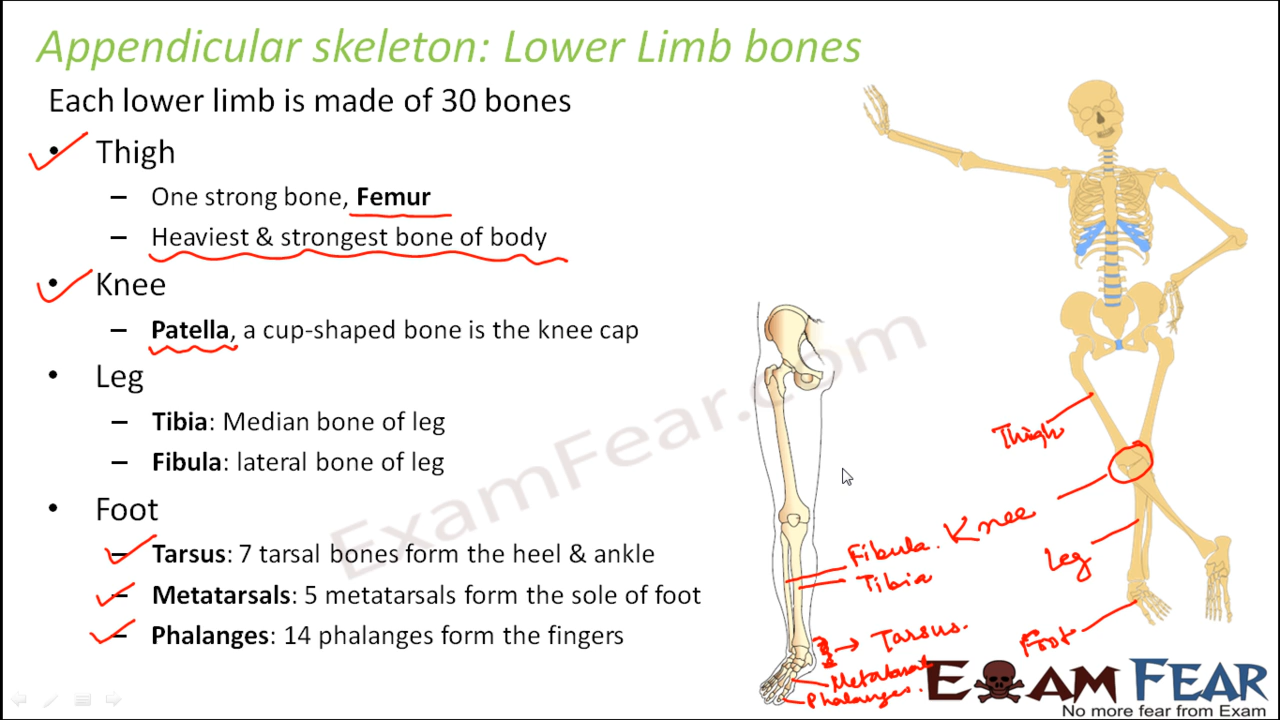 Appendicular skeleton: Lower Limb bones
Each lower limb is made of 30 bones
• Thigh
– One strong bone, Femur
– Heaviest & strongest bone of body
• Knee
– Patella, a cup-shaped bone is the knee cap
• Leg
– Tibia: Median bone of leg
– Fibula: lateral bone of leg
• Foot
– Tarsus: 7 tarsal bones form the heel & ankle
– Metatarsals: 5 metatarsals form the sole of foot
– Phalanges: 14 phalanges form the fingers
ExamFear.com
Thigh
Knee
Fibula.
Tibia
Leg
Foot
Tarsus.
Metatarsal
Phalanges.
EXAM FEAR
No more fear from Exam